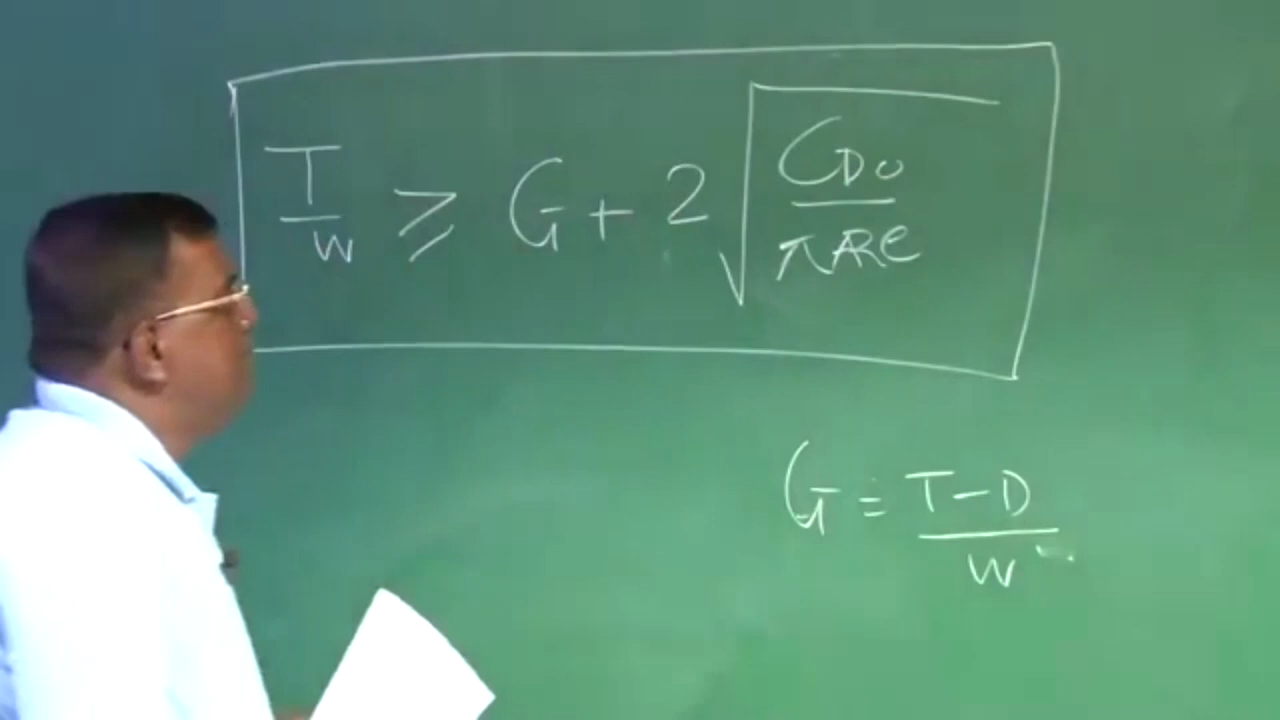 T/W ≥ G + 2√(CD0/πARe)
G = (T-D)/W